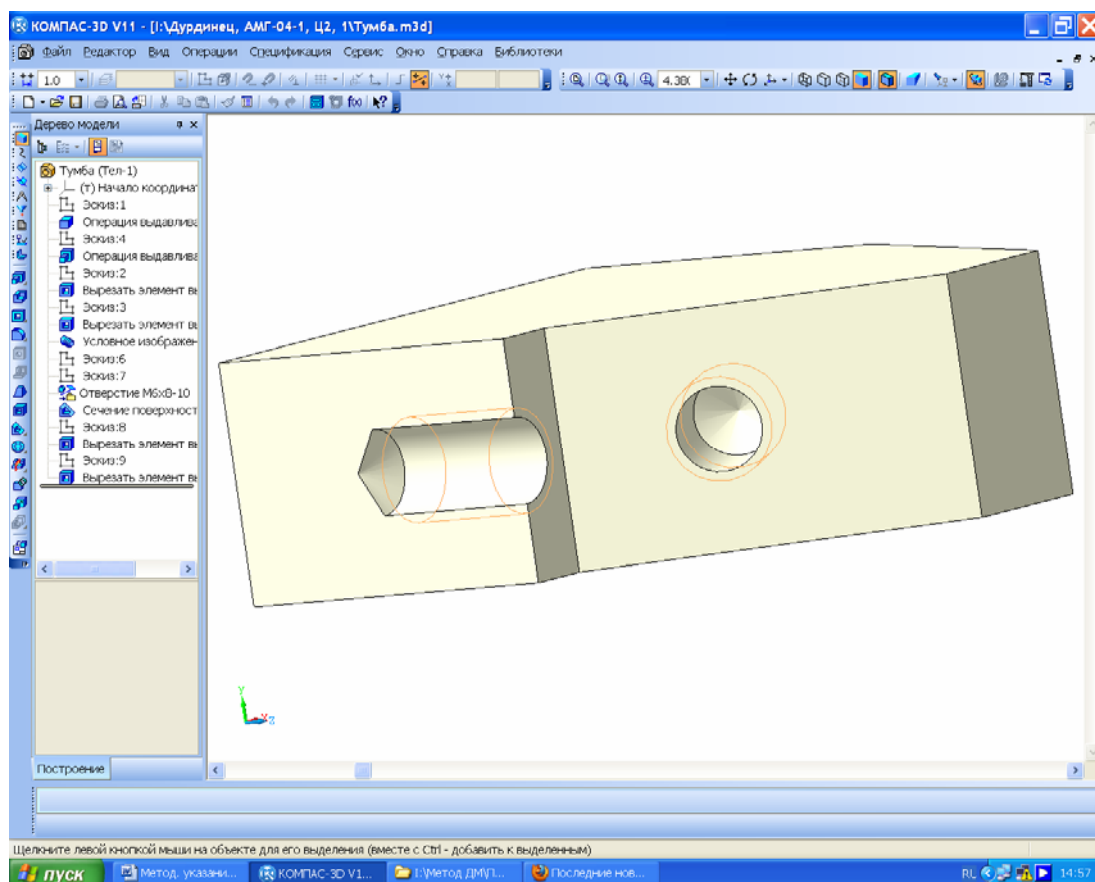 КОМПАС-3D V11 - [I:\Дурдинец, АМГ-04-1, Ц2, 1\Тумба.m3d]
Файл Редактор Вид Операции Спецификация Сервис Окно Справка Библиотеки
1.0
4.38
Дерево модели
Тумба (Тел-1)
(т) Начало координат
Эскиз:1
Операция выдавлива
Эскиз:4
Операция выдавлива
Эскиз:2
Вырезать элемент вы
Эскиз:3
Вырезать элемент вы
Условное изображен
Эскиз:6
Эскиз:7
Отверстие М6х8-10
Сечение поверхност
Эскиз:8
Вырезать элемент вы
Эскиз:9
Вырезать элемент вы
Y
X
Z
Построение
Щелкните левой кнопкой мыши на объекте для его выделения (вместе с Ctrl - добавить к выделенным)
пуск
Метод. указани...
КОМПАС-3D V1...
I:\Метод ДМ\П...
Последние нов...
RU
14:57